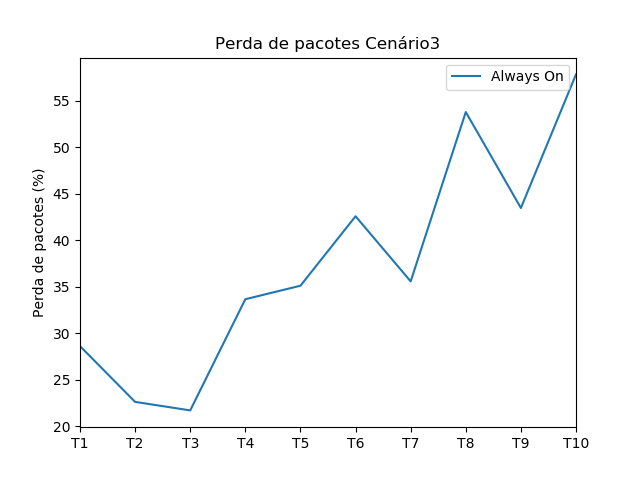 Perda de pacotes Cenário3
Always On
Perda de pacotes (%)
55
50
45
40
35
30
25
20
T1 T2 T3 T4 T5 T6 T7 T8 T9 T10